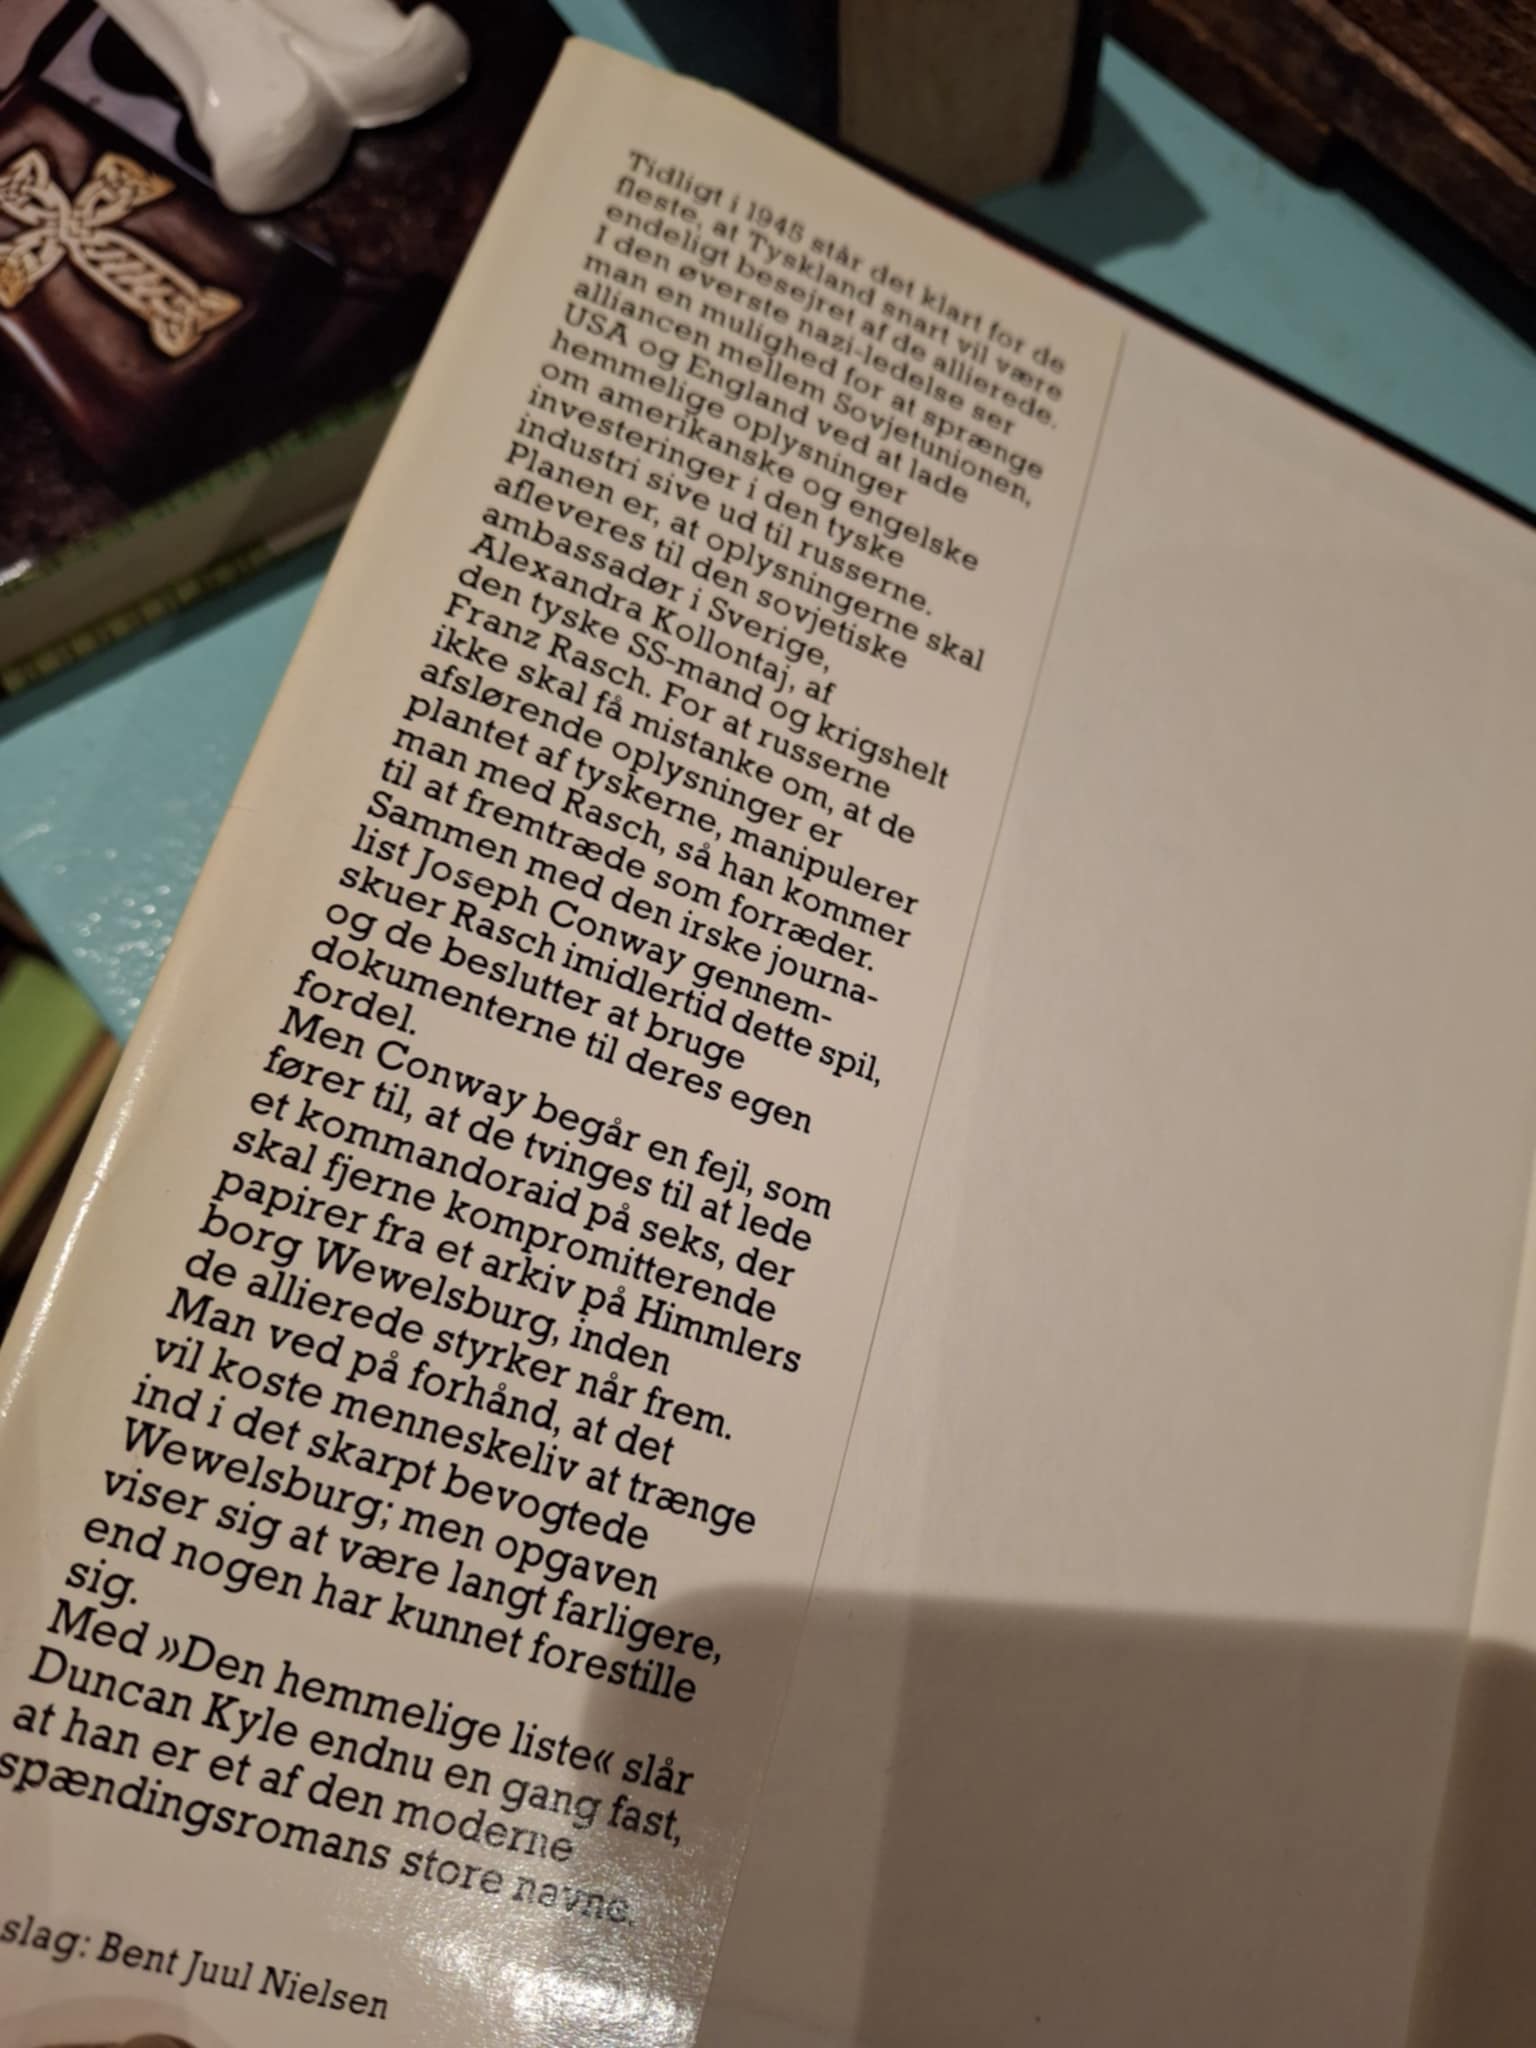 Tidligt i 1945 står det klart for de
fleste, at Tyskland snart vil være
endeligt besejret af de allierede.
I den øverste nazi-ledelse ser
man en mulighed for at sprænge
alliancen mellem Sovjetunionen,
USA og England ved at lade
hemmelige oplysninger
om amerikanske og engelske
investeringer i den tyske
industri sive ud til russerne.
Planen er, at oplysningerne skal
afleveres til den sovjetiske
ambassadør i Sverige,
Alexandra Kollontaj, af
den tyske SS-mand og krigshelt
Franz Rasch. For at russerne
ikke skal få mistanke om, at de
afslørende oplysninger er
plantet af tyskerne, manipulerer
man med Rasch, så han kommer
til at fremtræde som forræder.
Sammen med den irske journa-
list Joseph Conway gennem-
skuer Rasch imidlertid dette spil,
og de beslutter at bruge
dokumenterne til deres egen
fordel.
Men Conway begår en fejl, som
fører til, at de tvinges til at lede
et kommandoraid på seks, der
skal fjerne kompromitterende
papirer fra et arkiv på Himmlers
borg Wewelsburg, inden
de allierede styrker når frem.
Man ved på forhånd, at det
vil koste menneskeliv at trænge
ind i det skarpt bevogtede
Wewelsburg; men opgaven
viser sig at være langt farligere,
end nogen har kunnet forestille
sig.
Med »Den hemmelige liste« slår
Duncan Kyle endnu en gang fast,
at han er et af den moderne
spændingsromans store navne.
slag: Bent Juul Nielsen